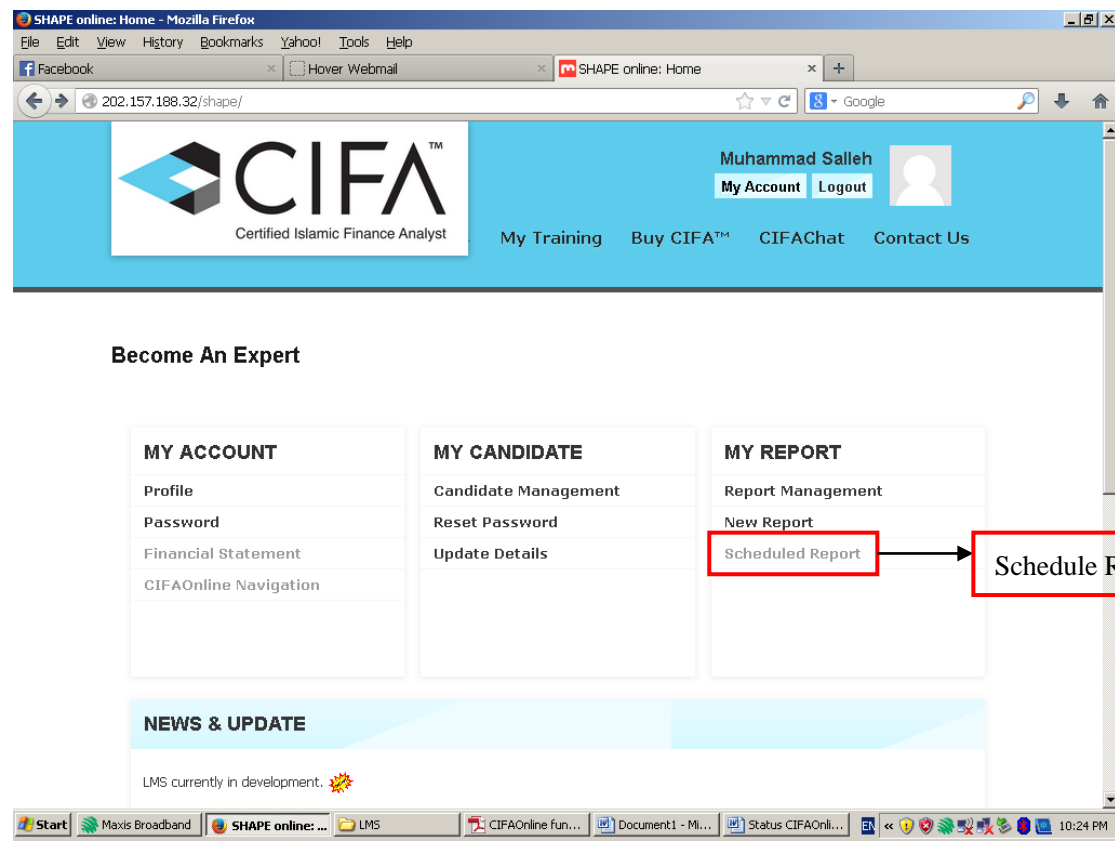 SHAPE online: Home - Mozilla Firefox
File Edit View History Bookmarks Yahoo! Tools Help
Facebook
Hover Webmail
SHAPE online: Home
202.157.188.32/shape/
Google
CIFA™
Certified Islamic Finance Analyst
Muhammad Salleh
My Account Logout
My Training Buy CIFA™ CIFAChat Contact Us
Become An Expert
MY ACCOUNT
Profile
Password
Financial Statement
CIFAOnline Navigation
MY CANDIDATE
Candidate Management
Reset Password
Update Details
MY REPORT
Report Management
New Report
Scheduled Report
Schedule R
NEWS & UPDATE
LMS currently in development.
Start Maxis Broadband SHAPE online: ... LMS CIFAOnline fun... Document1 - Mi... Status CIFAOnli... EN « 10:24 PM